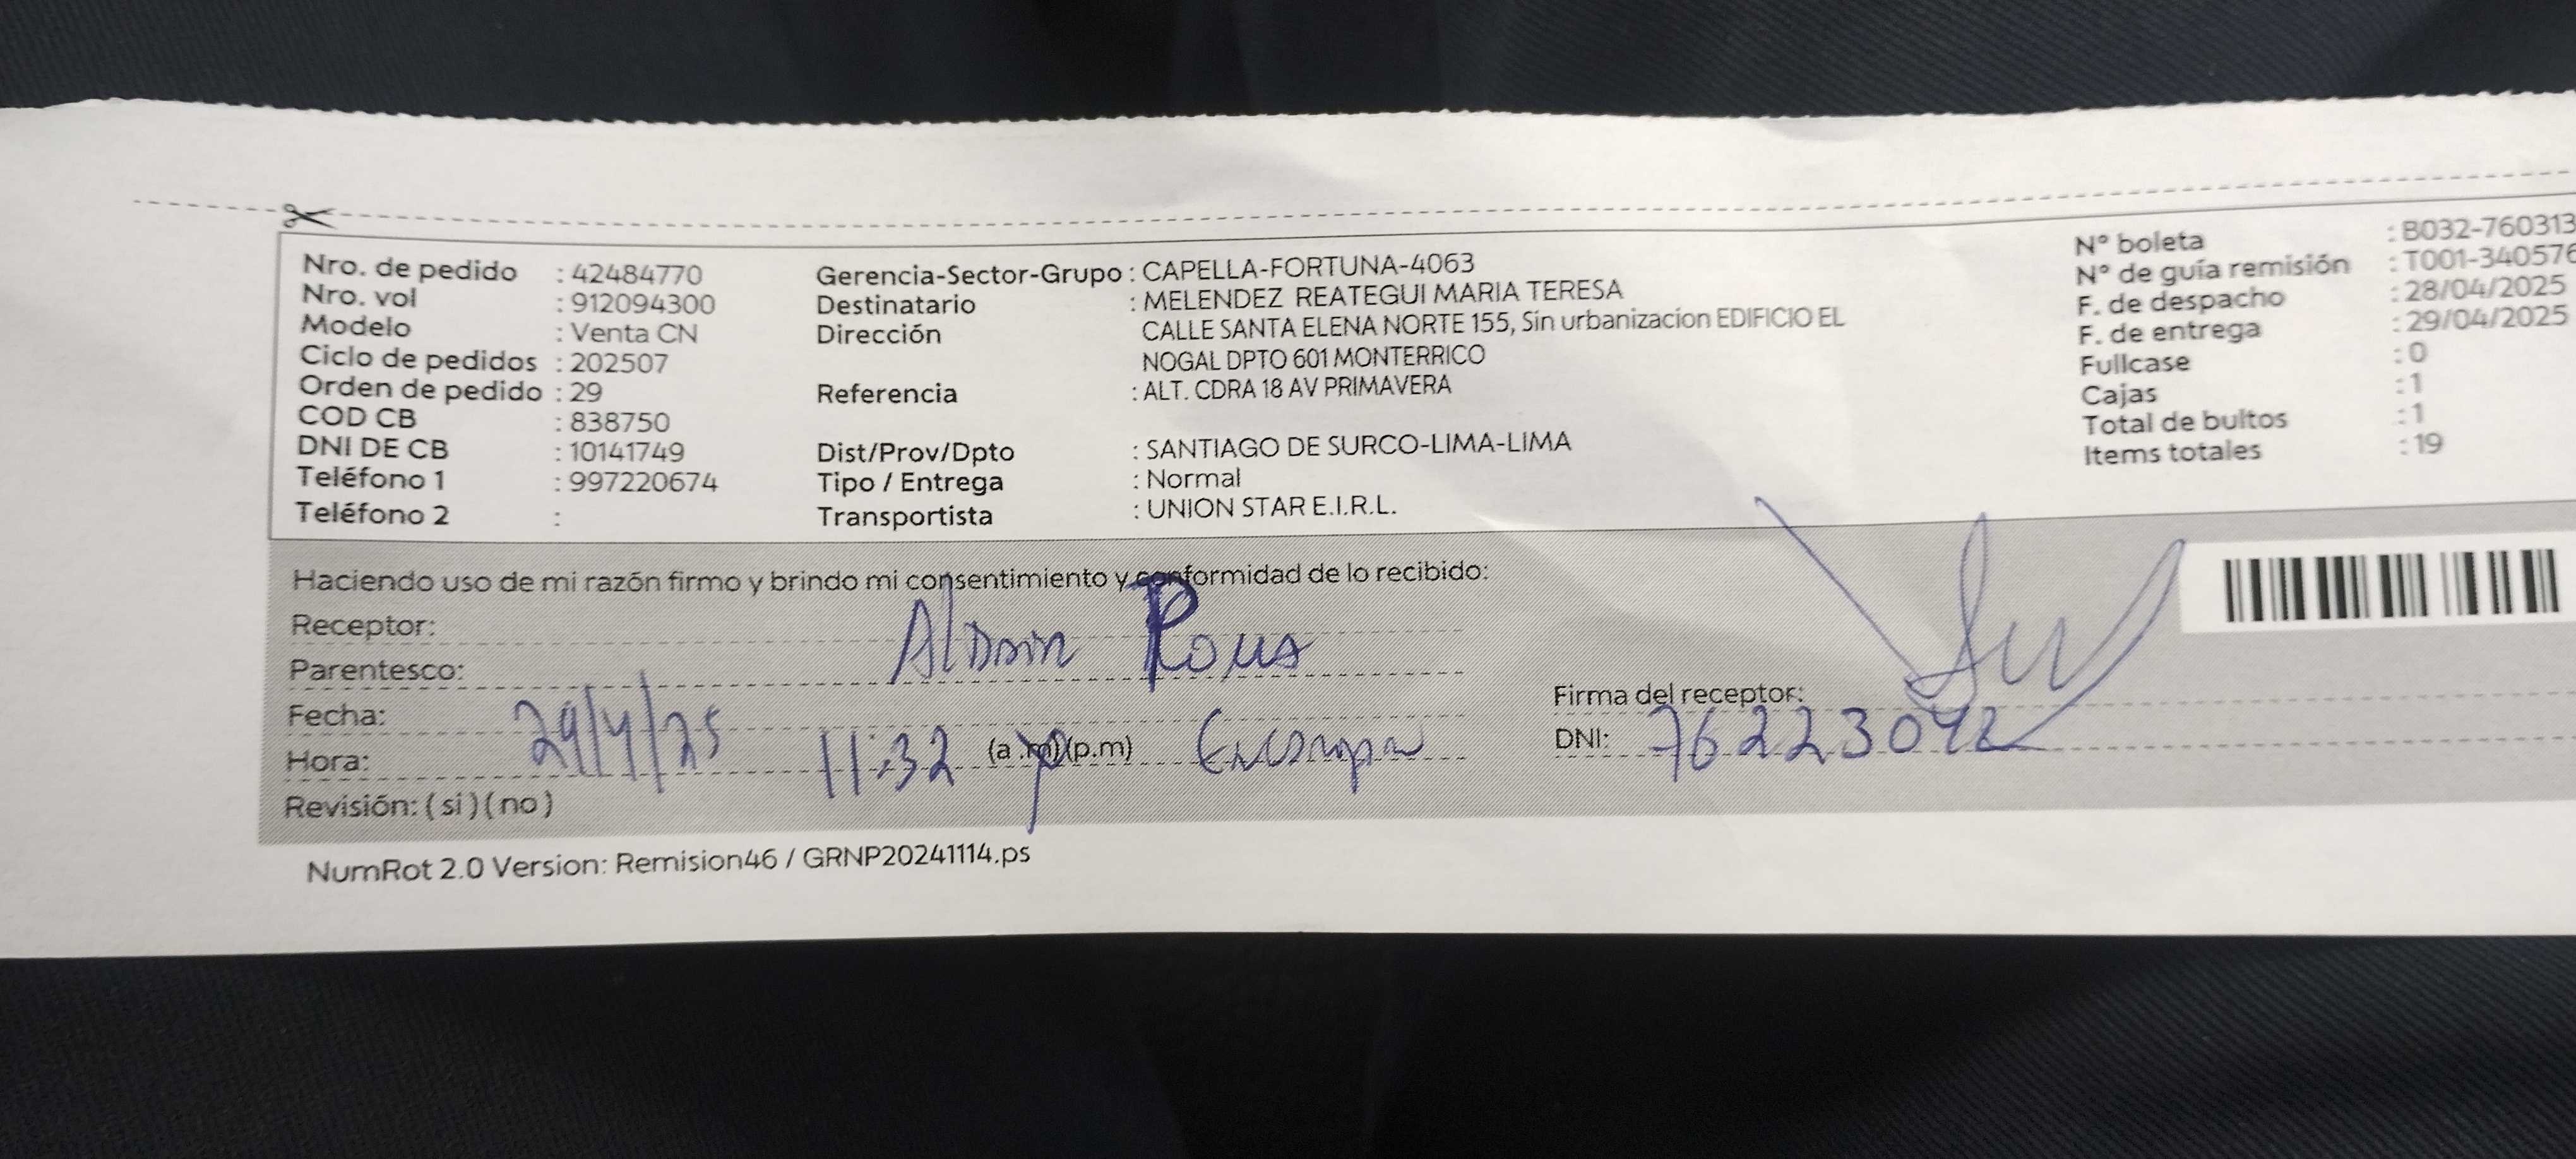 Nro. de pedido : 42484770
Nro. vol : 912094300
Modelo : Venta CN
Ciclo de pedidos : 202507
Orden de pedido : 29
COD CB : 838750
DNI DE CB : 10141749
Teléfono 1 : 997220674
Teléfono 2 :
Gerencia-Sector-Grupo : CAPELLA-FORTUNA-4063
Destinatario : MELENDEZ REATEGUI MARIA TERESA
Dirección CALLE SANTA ELENA NORTE 155, Sin urbanizacion EDIFICIO EL
NOGAL DPTO 601 MONTERRICO
Referencia : ALT. CDRA 18 AV PRIMAVERA
Dist/Prov/Dpto : SANTIAGO DE SURCO-LIMA-LIMA
Tipo / Entrega : Normal
Transportista : UNION STAR E.I.R.L.
N° boleta : B032-760313
N° de guía remisión : T001-340576
F. de despacho : 28/04/2025
F. de entrega : 29/04/2025
Fullcase : 0
Cajas : 1
Total de bultos : 1
Items totales : 19
Haciendo uso de mi razón firmo y brindo mi consentimiento y conformidad de lo recibido:
Receptor:
Parentesco:
Fecha: 29/4/25
Hora: 11:32 (a.m)(p.m)
Revisión: (si) (no)
Firma del receptor:
DNI: 76223042
NumRot 2.0 Version: Remision46 / GRNP20241114.ps